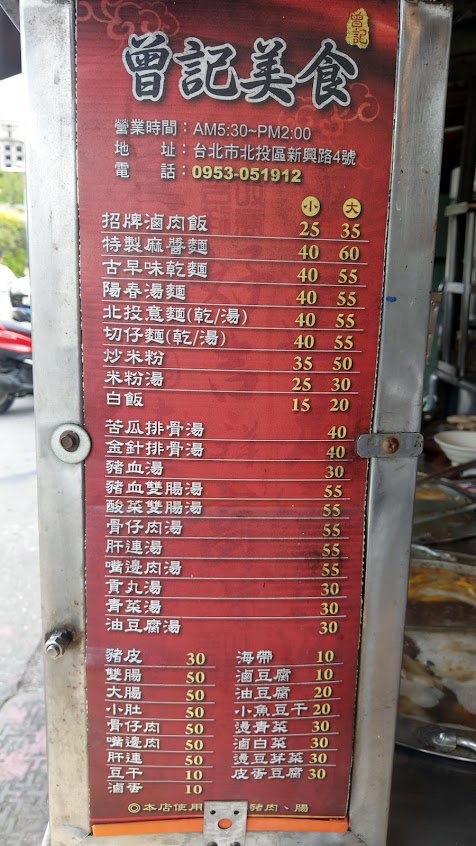 曾記
曾記美食
營業時間：AM5:30~PM2:00
地　址：台北市北投區新興路4號
電　話：0953-051912
小 大
招牌滷肉飯 25 35
特製麻醬麵 40 60
古早味乾麵 40 55
陽春湯麵 40 55
北投意麵(乾/湯) 40 55
切仔麵(乾/湯) 40 55
炒米粉 35 50
米粉湯 25 30
白飯 15 20
苦瓜排骨湯 40
金針排骨湯 40
豬血湯 30
豬血雙腸湯 55
酸菜雙腸湯 55
骨仔肉湯 55
肝連湯 55
嘴邊肉湯 55
貢丸湯 30
青菜湯 30
油豆腐湯 30
豬皮 30 海帶 10
雙腸 50 滷豆腐 10
大腸 50 油豆腐 20
小肚 50 小魚豆干 20
骨仔肉 50 燙青菜 30
嘴邊肉 50 滷白菜 30
肝連 50 燙豆芽菜 30
豆干 10 皮蛋豆腐 30
滷蛋 10
◎本店使用 豬肉、腸